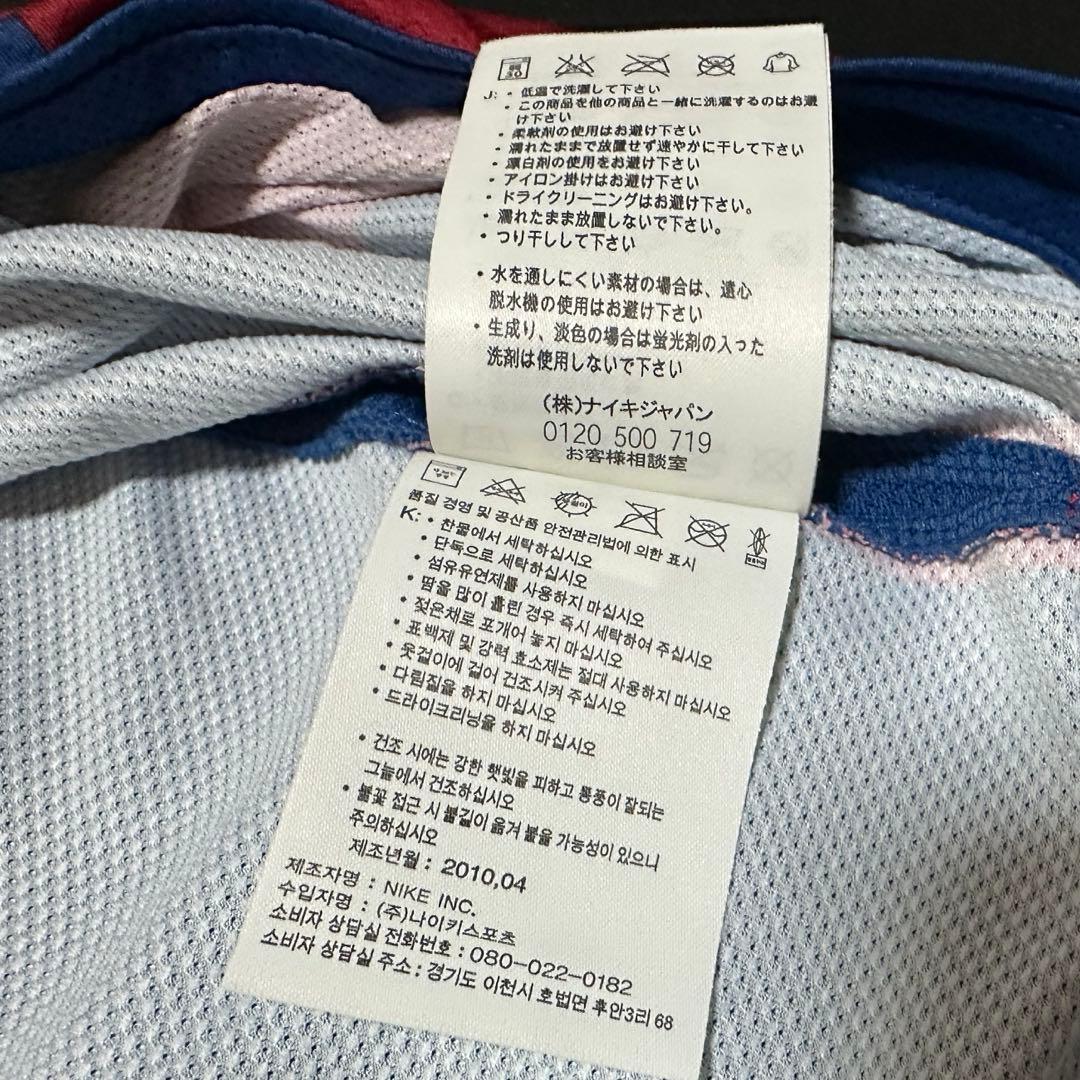 J: • 低温で洗濯して下さい
• この商品を他の商品と一緒に洗濯するのはお避
け下さい
• 柔軟剤の使用はお避け下さい
• 濡れたままで放置せず速やかに干して下さい
• 漂白剤の使用をお避け下さい
• アイロン掛けはお避け下さい
• ドライクリーニングはお避け下さい。
• 濡れたまま放置しないで下さい。
• つり干しして下さい
• 水を通しにくい素材の場合は、遠心
脱水機の使用はお避け下さい
• 生成り、淡色の場合は蛍光剤の入った
洗剤は使用しないで下さい
(株)ナイキジャパン
0120 500 719
お客様相談室
품질 경영 및 공산품 안전관리법에 의한 표시
K: • 찬물에서 세탁하십시오
• 단독으로 세탁하십시오
• 섬유유연제를 사용하지 마십시오
• 땀을 많이 흘린 경우 즉시 세탁하여 주십시오
• 젖은채로 포개어 놓지 마십시오
• 표백제 및 강력 효소제는 절대 사용하지 마십시오
• 옷걸이에 걸어 건조시켜 주십시오
• 다림질을 하지 마십시오
• 드라이크리닝을 하지 마십시오
• 건조 시에는 강한 햇빛을 피하고 통풍이 잘되는
그늘에서 건조하십시오
• 불꽃 접근 시 불길이 옮겨 붙을 가능성이 있으니
주의하십시오
제조년월 : 2010,04
제조자명 : NIKE INC.
수입자명 : (주)나이키스포츠
소비자 상담실 전화번호 : 080-022-0182
소비자 상담실 주소 : 경기도 이천시 호법면 후안3리 68